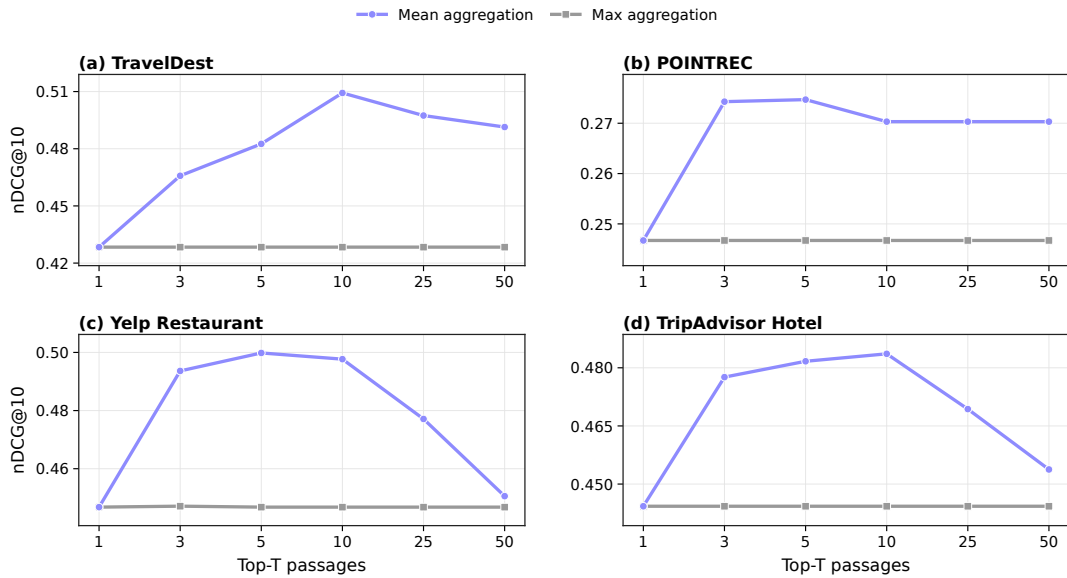 Mean aggregation Max aggregation
(a) TravelDest
nDCG@10
0.51
0.48
0.45
0.42
1 3 5 10 25 50
(b) POINTREC
0.27
0.26
0.25
1 3 5 10 25 50
(c) Yelp Restaurant
nDCG@10
0.50
0.48
0.46
1 3 5 10 25 50
Top-T passages
(d) TripAdvisor Hotel
0.480
0.465
0.450
1 3 5 10 25 50
Top-T passages